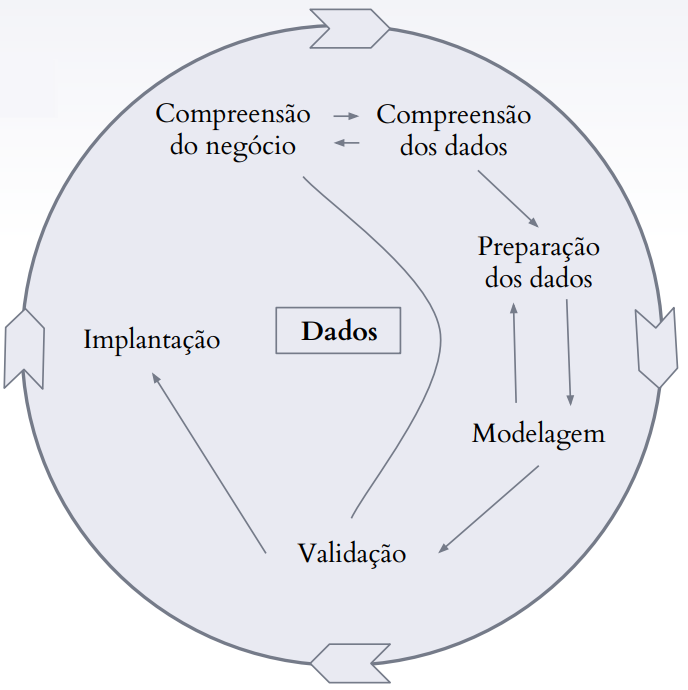 Compreensão
do negócio
Compreensão
dos dados
Preparação
dos dados
Implantação
Dados
Modelagem
Validação